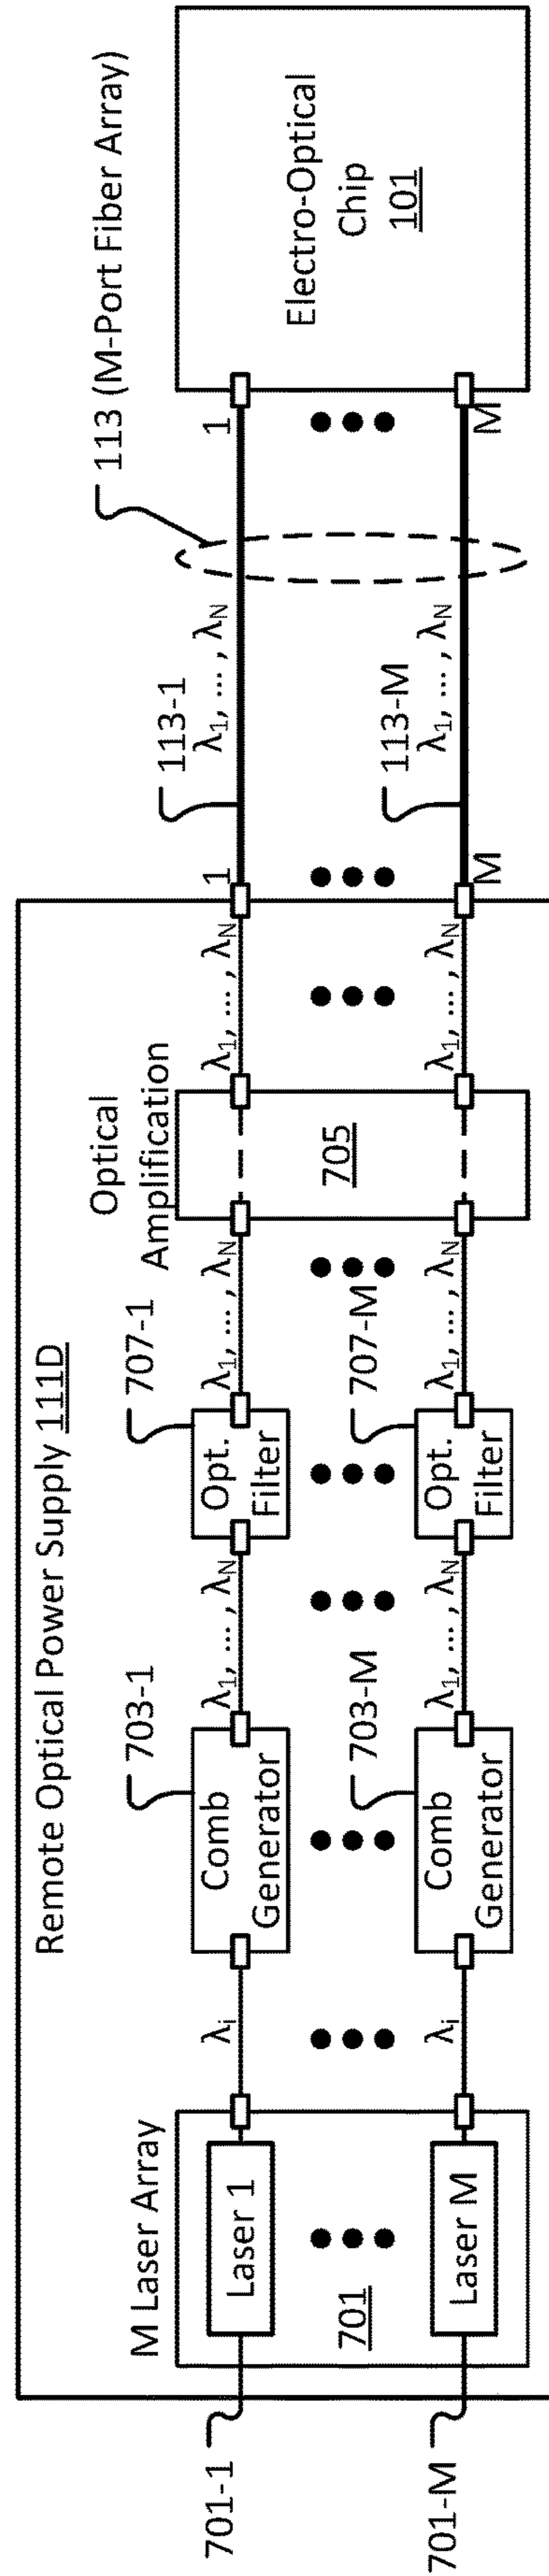 Remote Optical Power Supply 111D
M Laser Array
701-1
Laser 1
701
Laser M
701-M
λi
λi
703-1
Comb
Generator
703-M
Comb
Generator
λ1, ... , λN
λ1, ... , λN
707-1
Opt.
Filter
707-M
Opt.
Filter
λ1, ... , λN
λ1, ... , λN
Optical
Amplification
705
λ1, ... , λN
λ1, ... , λN
1
M
113-1
λ1, ... , λN
113-M
λ1, ... , λN
113 (M-Port Fiber Array)
1
M
Electro-Optical
Chip
101